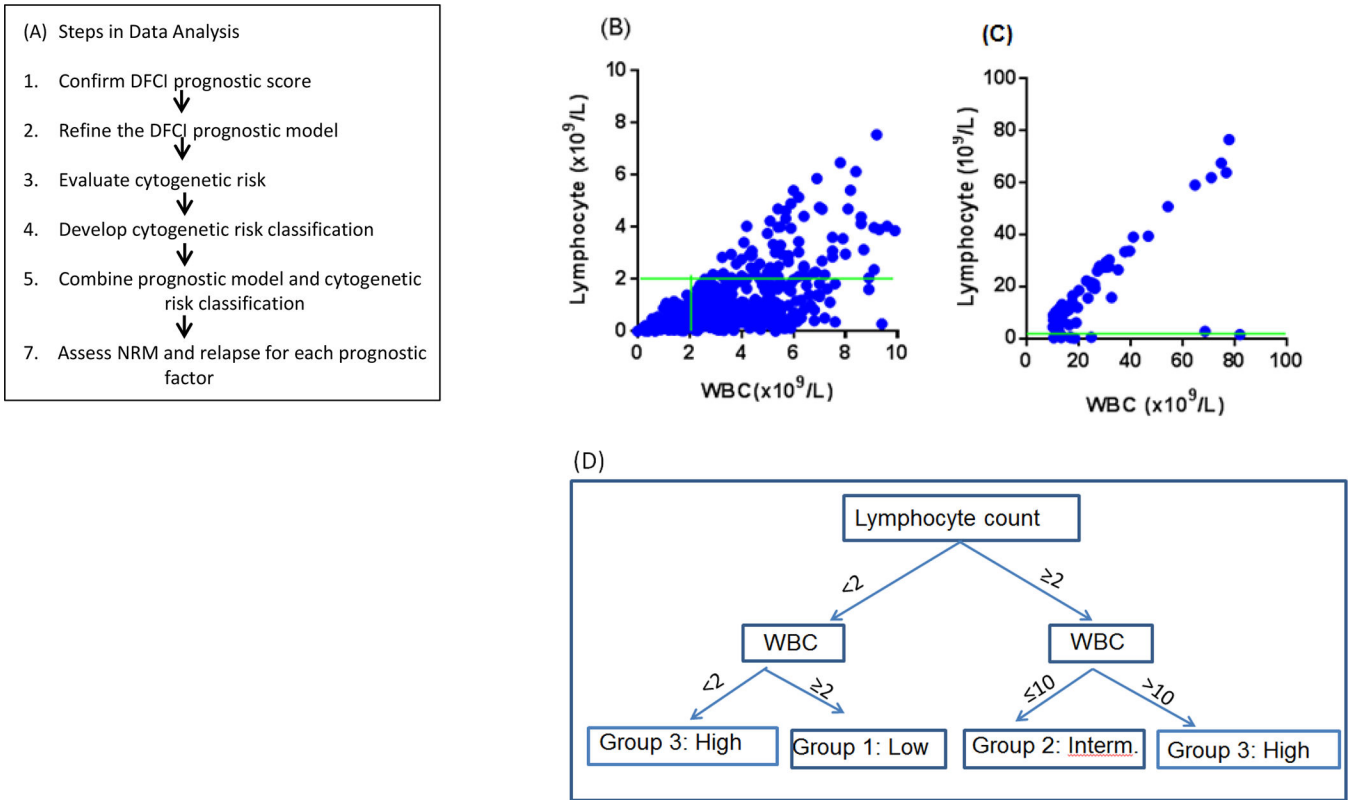 (A) Steps in Data Analysis
1. Confirm DFCI prognostic score
2. Refine the DFCI prognostic model
3. Evaluate cytogenetic risk
4. Develop cytogenetic risk classification
5. Combine prognostic model and cytogenetic
risk classification
7. Assess NRM and relapse for each prognostic
factor
(B)
Lymphocyte (x10⁹/L)
10
8
6
4
2
0
0 2 4 6 8 10
WBC(x10⁹/L)
(C)
Lymphocyte (10⁹/L)
100
80
60
40
20
0
0 20 40 60 80 100
WBC (x10⁹/L)
(D)
Lymphocyte count
<2 ≥2
WBC WBC
<2 ≥2 ≤10 >10
Group 3: High Group 1: Low Group 2: Interm. Group 3: High